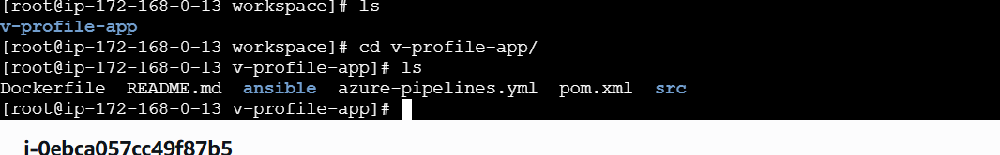 [root@ip-172-168-0-13 workspace]# ls
v-profile-app
[root@ip-172-168-0-13 workspace]# cd v-profile-app/
[root@ip-172-168-0-13 v-profile-app]# ls
Dockerfile  README.md  ansible  azure-pipelines.yml  pom.xml  src
[root@ip-172-168-0-13 v-profile-app]#
i-0ebca057cc49f87b5